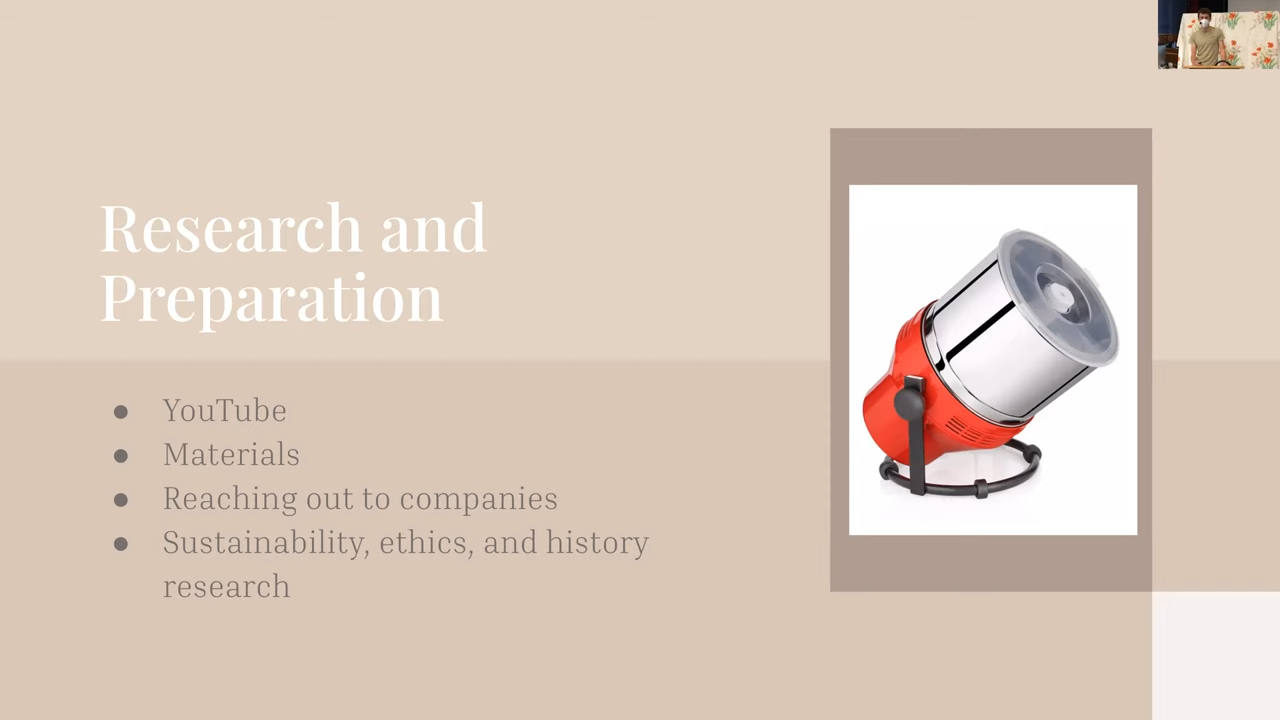 Research and
Preparation
● YouTube
● Materials
● Reaching out to companies
● Sustainability, ethics, and history
research